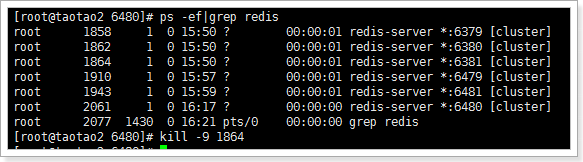 [root@taotao2 6480]# ps -ef|grep redis
root 1858 1 0 15:50 ? 00:00:01 redis-server *:6379 [cluster]
root 1862 1 0 15:50 ? 00:00:01 redis-server *:6380 [cluster]
root 1864 1 0 15:50 ? 00:00:01 redis-server *:6381 [cluster]
root 1910 1 0 15:57 ? 00:00:01 redis-server *:6479 [cluster]
root 1943 1 0 15:59 ? 00:00:01 redis-server *:6481 [cluster]
root 2061 1 0 16:17 ? 00:00:00 redis-server *:6480 [cluster]
root 2077 1430 0 16:21 pts/0 00:00:00 grep redis
[root@taotao2 6480]# kill -9 1864